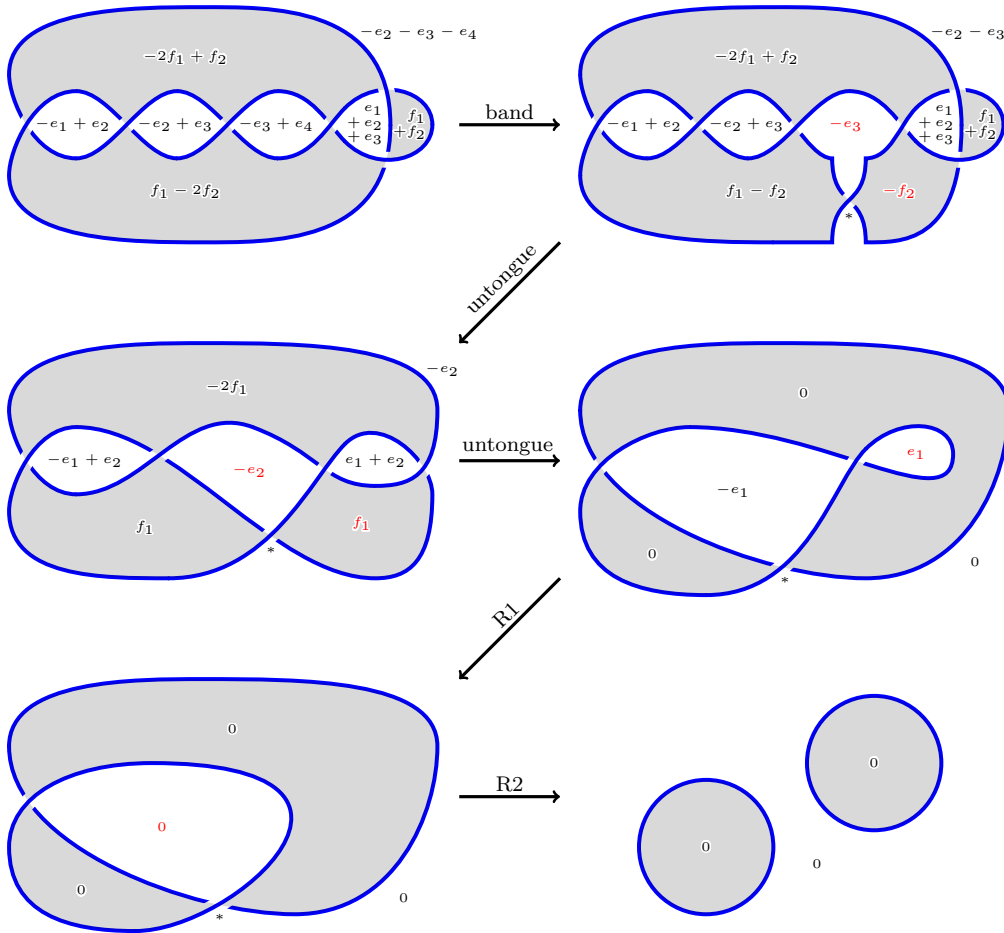 −e₂ − e₃ − e₄
−2f₁ + f₂
−e₁ + e₂
−e₂ + e₃
−e₃ + e₄
e₁
+ e₂
+ e₃
f₁
+f₂
f₁ − 2f₂
band
−e₂ − e₃
−2f₁ + f₂
−e₁ + e₂
−e₂ + e₃
−e₃
e₁
+ e₂
+ e₃
f₁
+f₂
f₁ − f₂
−f₂
*
untongue
−e₂
−2f₁
−e₁ + e₂
−e₂
e₁ + e₂
f₁
f₁
*
untongue
0
e₁
−e₁
0
0
*
R1
0
0
0
0
*
R2
0
0
0